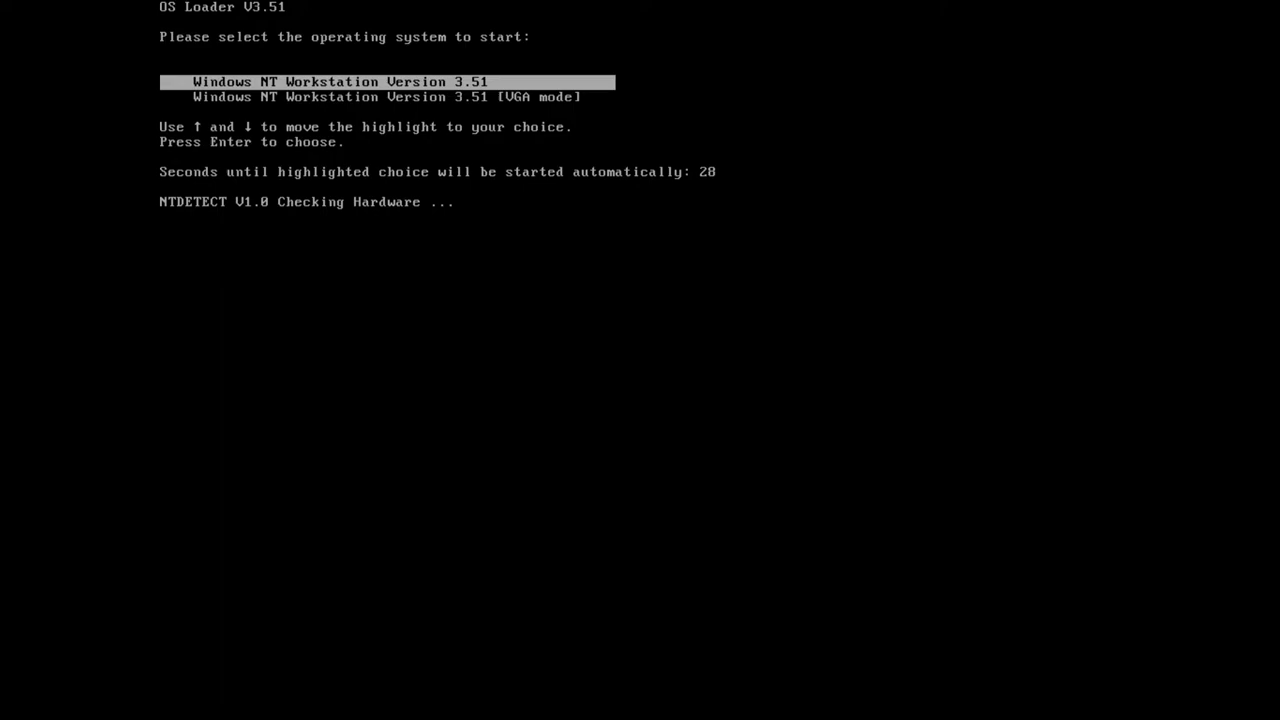 OS Loader V3.51
Please select the operating system to start:
Windows NT Workstation Version 3.51
Windows NT Workstation Version 3.51 [VGA mode]
Use ↑ and ↓ to move the highlight to your choice.
Press Enter to choose.
Seconds until highlighted choice will be started automatically: 28
NTDETECT V1.0 Checking Hardware ...